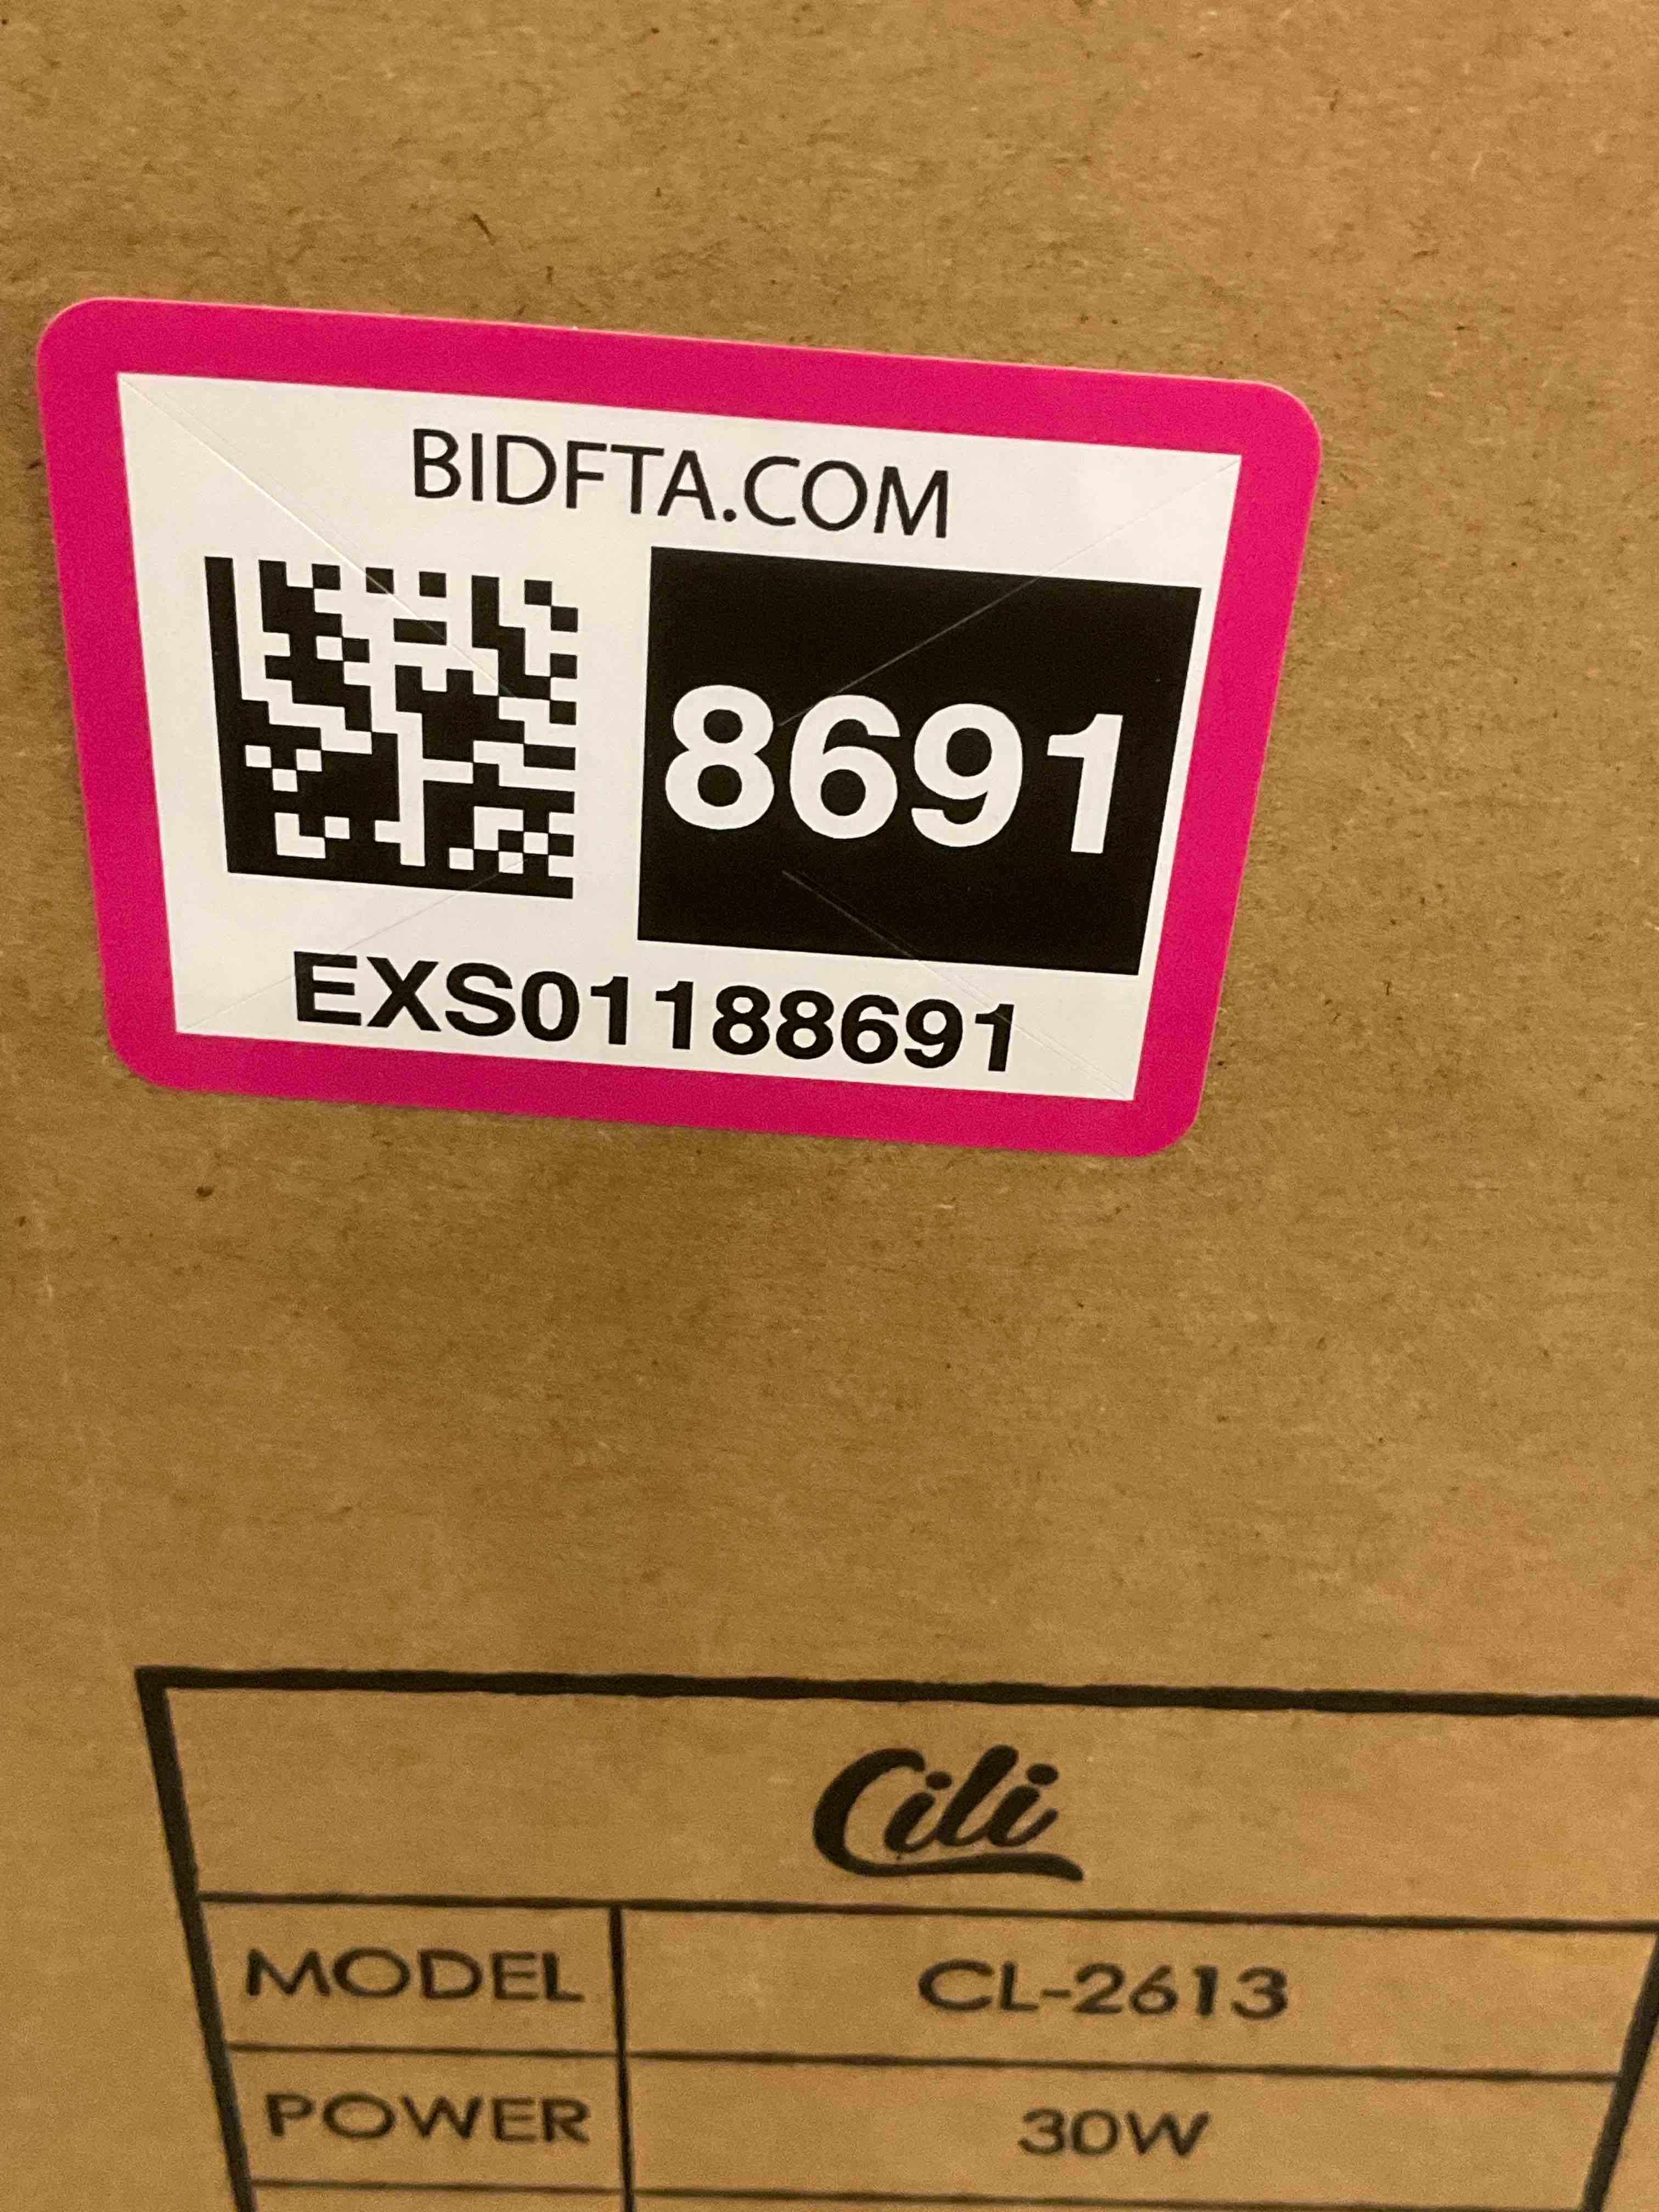 BIDFTA.COM
8691
EXS01188691
Cili
MODEL CL-2613
POWER 30W